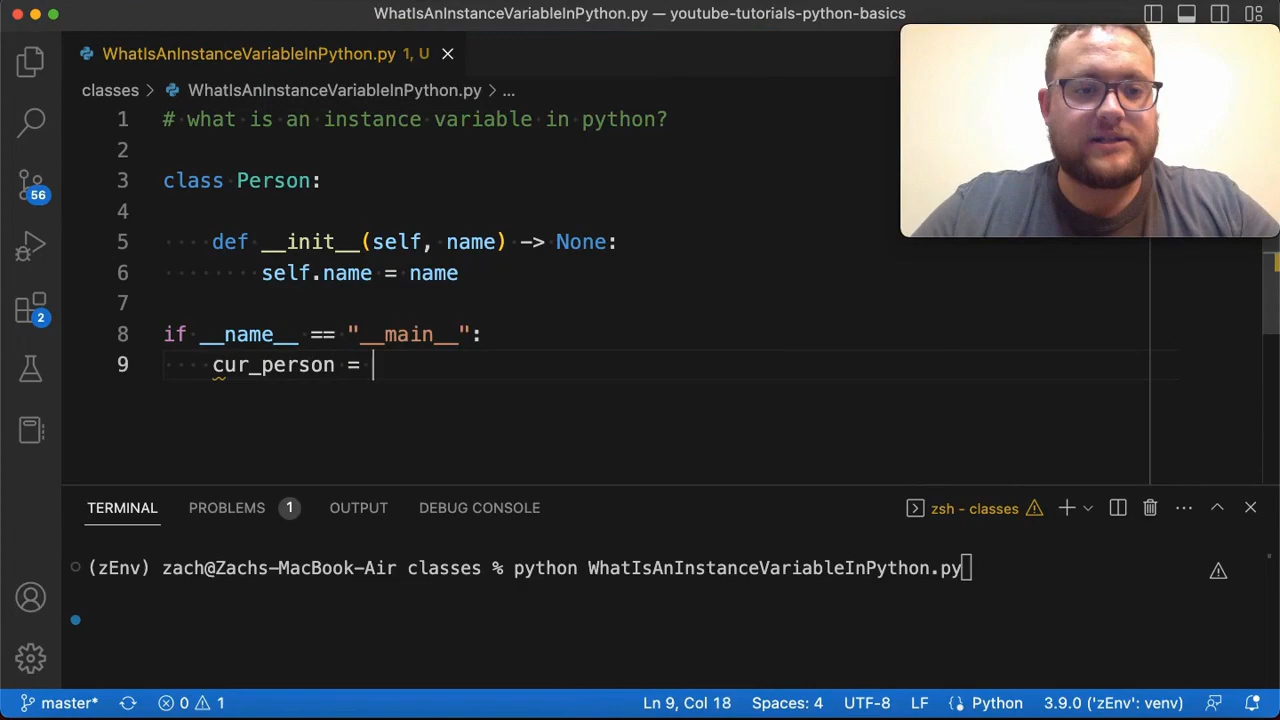 WhatIsAnInstanceVariableInPython.py — youtube-tutorials-python-basics
WhatIsAnInstanceVariableInPython.py 1, U
classes > WhatIsAnInstanceVariableInPython.py > ...
1 # what is an instance variable in python?
2
3 class Person:
4
5 def __init__(self, name) -> None:
6 self.name = name
7
8 if __name__ == "__main__":
9 cur_person =
56
2
TERMINAL PROBLEMS 1 OUTPUT DEBUG CONSOLE zsh - classes
(zEnv) zach@Zachs-MacBook-Air classes % python WhatIsAnInstanceVariableInPython.py
master* 0 1 Ln 9, Col 18 Spaces: 4 UTF-8 LF Python 3.9.0 ('zEnv': venv)